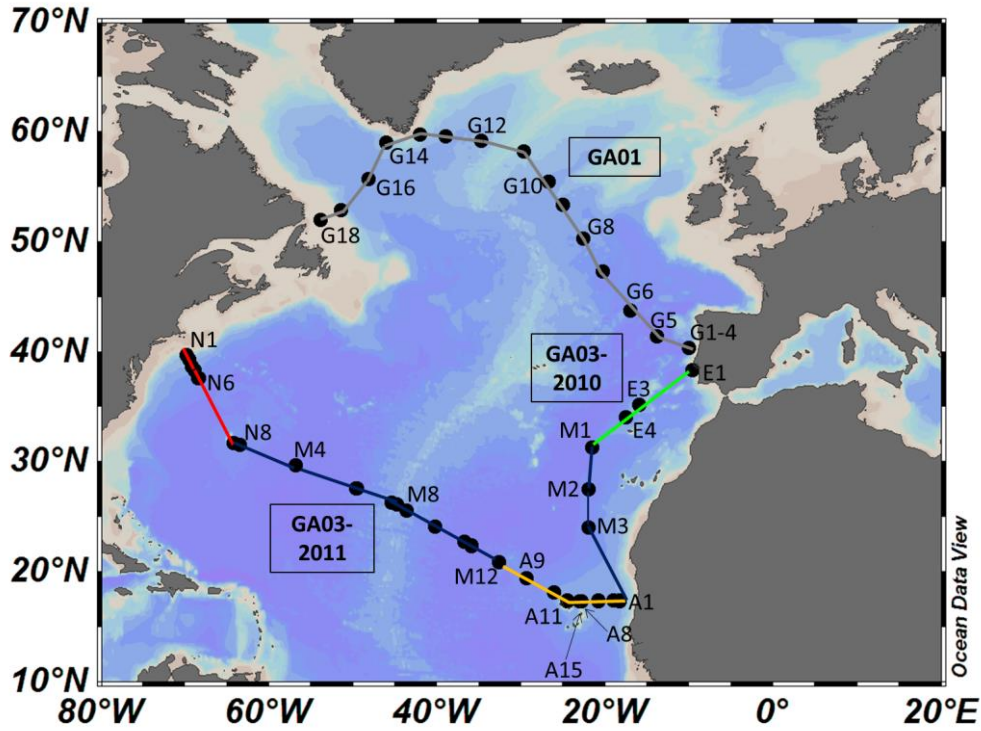 70°N
60°N
50°N
40°N
30°N
20°N
10°N
80°W
60°W
40°W
20°W
0°
20°E
G12
G14
GA01
G10
G16
G18
G8
G6
G5
G1-4
N1
GA03-
2010
E1
N6
E3
-E4
M1
N8
M4
M2
M8
GA03-
2011
M3
A9
M12
A11
A1
A8
A15
Ocean Data View